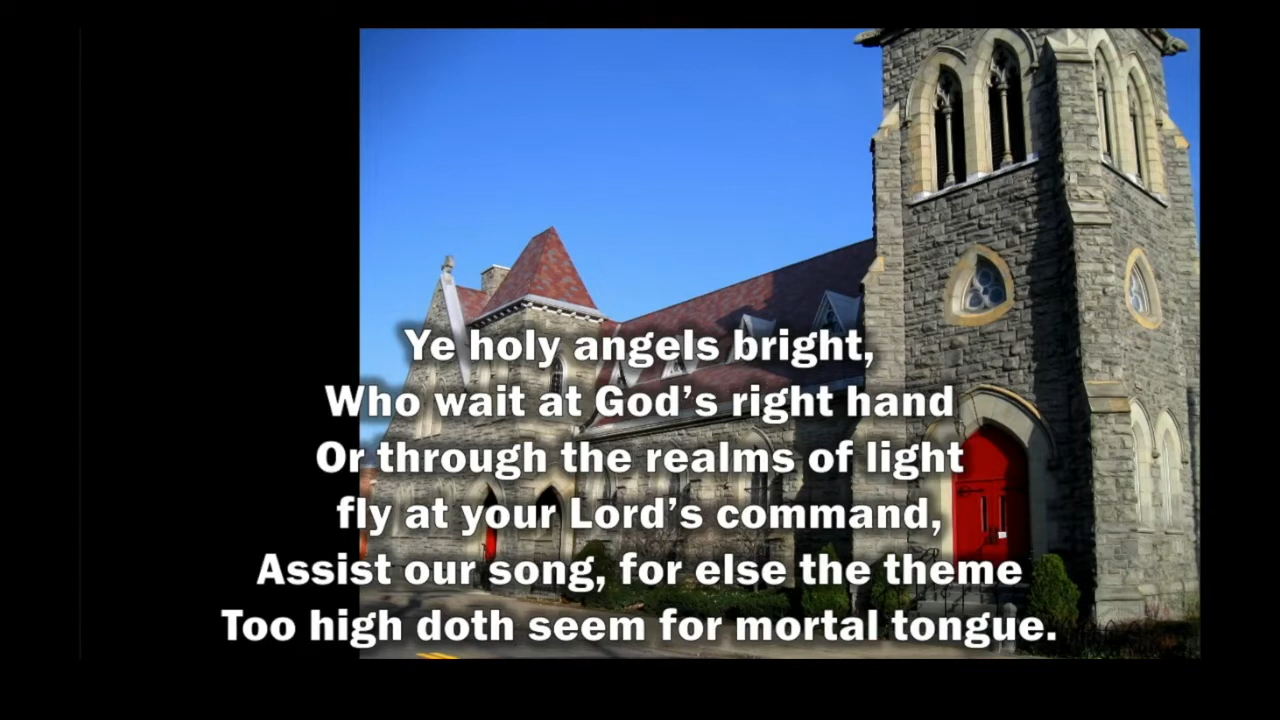 Ye holy angels bright,
Who wait at God’s right hand
Or through the realms of light
fly at your Lord’s command,
Assist our song, for else the theme
Too high doth seem for mortal tongue.